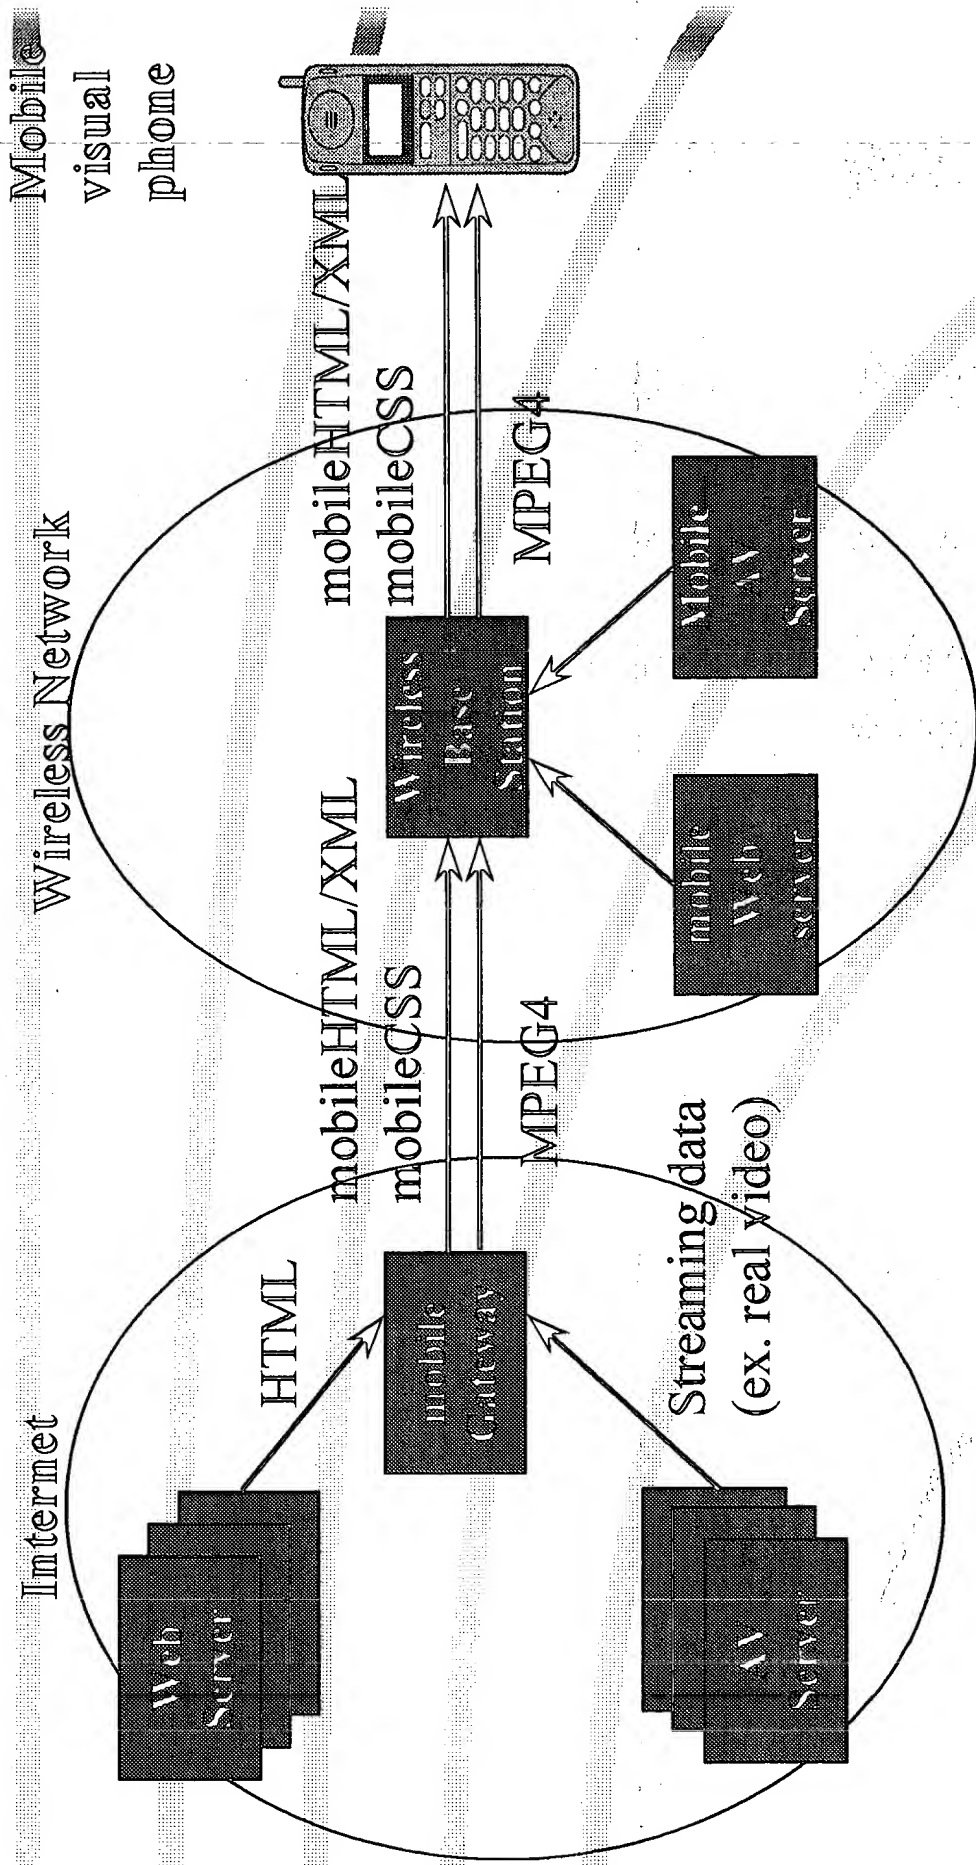 Internet
Wireless Network
Mobile
visual
phone
Web
Server
HTML
mobile
Gateway
AV
Server
Streaming data
(ex. real video)
mobileHTML/XML
mobileCSS
MPEG4
Wireless
Base
Station
mobile
Web
server
Mobile
AV
Server
mobileHTML/XML
mobileCSS
MPEG4